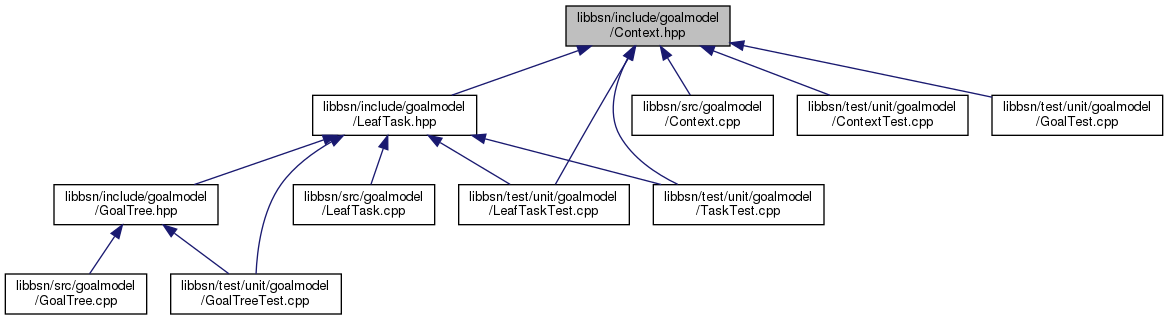 libbsn/include/goalmodel
/Context.hpp
libbsn/include/goalmodel
/LeafTask.hpp
libbsn/src/goalmodel
/Context.cpp
libbsn/test/unit/goalmodel
/ContextTest.cpp
libbsn/test/unit/goalmodel
/GoalTest.cpp
libbsn/include/goalmodel
/GoalTree.hpp
libbsn/src/goalmodel
/LeafTask.cpp
libbsn/test/unit/goalmodel
/LeafTaskTest.cpp
libbsn/test/unit/goalmodel
/TaskTest.cpp
libbsn/src/goalmodel
/GoalTree.cpp
libbsn/test/unit/goalmodel
/GoalTreeTest.cpp